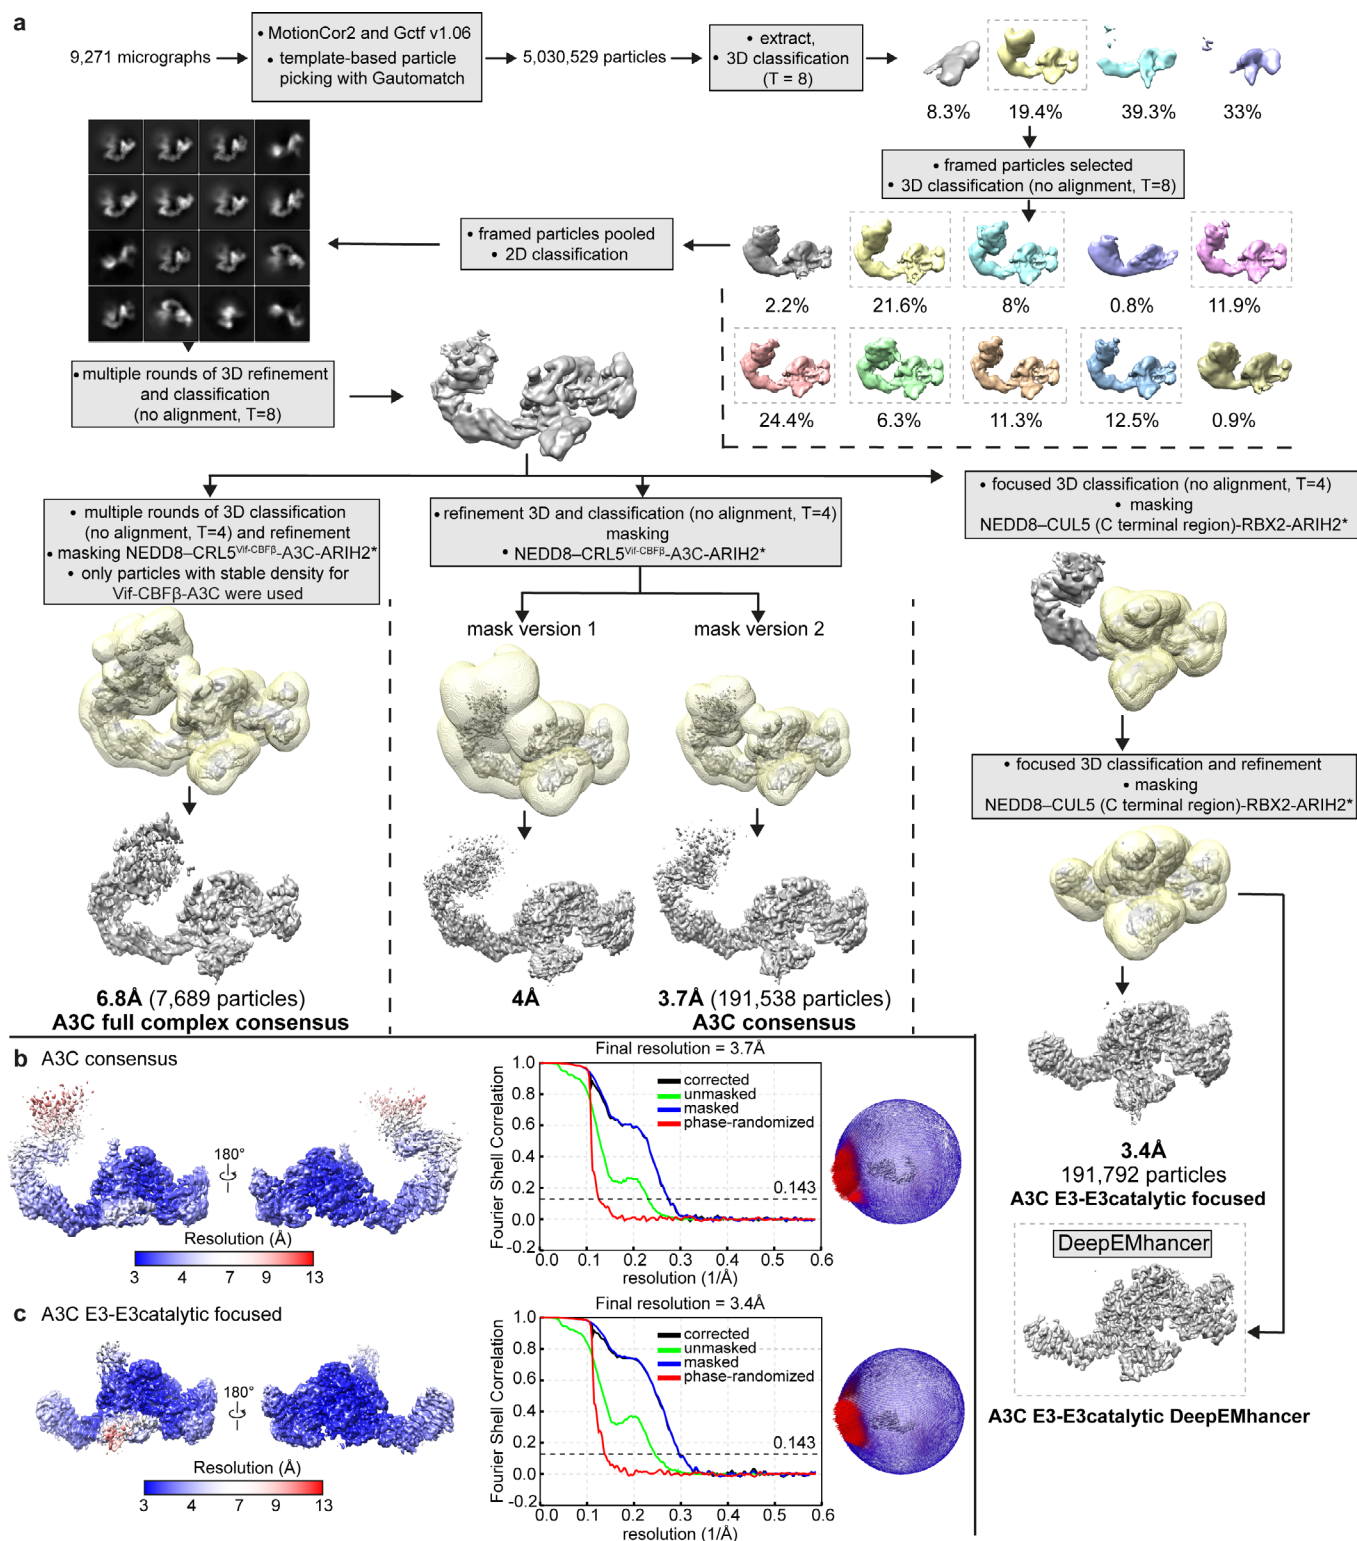 a
9,271 micrographs
• MotionCor2 and Gctf v1.06
• template-based particle
picking with Gautomatch
5,030,529 particles
• extract,
• 3D classification
(T = 8)
8.3%
19.4%
39.3%
33%
• framed particles selected
• 3D classification (no alignment, T=8)
2.2%
21.6%
8%
0.8%
11.9%
24.4%
6.3%
11.3%
12.5%
0.9%
• framed particles pooled
• 2D classification
• multiple rounds of 3D refinement
and classification
(no alignment, T=8)
• multiple rounds of 3D classification
(no alignment, T=4) and refinement
• masking NEDD8–CRL5Vif-CBFβ-A3C-ARIH2*
• only particles with stable density for
Vif-CBFβ-A3C were used
• refinement 3D and classification (no alignment, T=4)
masking
• NEDD8–CRL5Vif-CBFβ-A3C-ARIH2*
• focused 3D classification (no alignment, T=4)
• masking
NEDD8–CUL5 (C terminal region)-RBX2-ARIH2*
mask version 1
mask version 2
• focused 3D classification and refinement
• masking
NEDD8–CUL5 (C terminal region)-RBX2-ARIH2*
6.8Å (7,689 particles)
A3C full complex consensus
4Å
3.7Å (191,538 particles)
A3C consensus
3.4Å
191,792 particles
A3C E3-E3catalytic focused
DeepEMhancer
A3C E3-E3catalytic DeepEMhancer
b
A3C consensus
180°
Resolution (Å)
3 4 7 9 13
Final resolution = 3.7Å
Fourier Shell Correlation
1.0
0.8
0.6
0.4
0.2
0.0
-0.2
corrected
unmasked
masked
phase-randomized
0.143
0.0 0.1 0.2 0.3 0.4 0.5 0.6
resolution (1/Å)
c
A3C E3-E3catalytic focused
180°
Resolution (Å)
3 4 7 9 13
Final resolution = 3.4Å
Fourier Shell Correlation
1.0
0.8
0.6
0.4
0.2
0.0
-0.2
corrected
unmasked
masked
phase-randomized
0.143
0.0 0.1 0.2 0.3 0.4 0.5 0.6
resolution (1/Å)